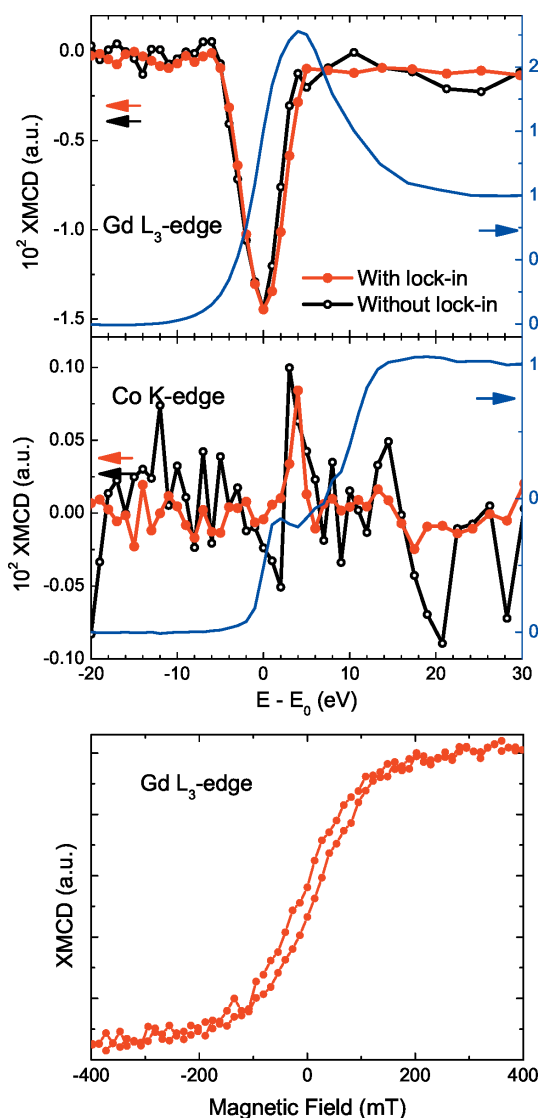 0.0
-0.5
-1.0
-1.5
10² XMCD (a.u.)
Gd L₃-edge
With lock-in
Without lock-in
2
1
1
0
0
0.10
0.05
0.00
-0.05
-0.10
10² XMCD (a.u.)
Co K-edge
1
0
0
-20
-10
0
10
20
30
E - E₀ (eV)
Gd L₃-edge
XMCD (a.u.)
-400
-200
0
200
400
Magnetic Field (mT)